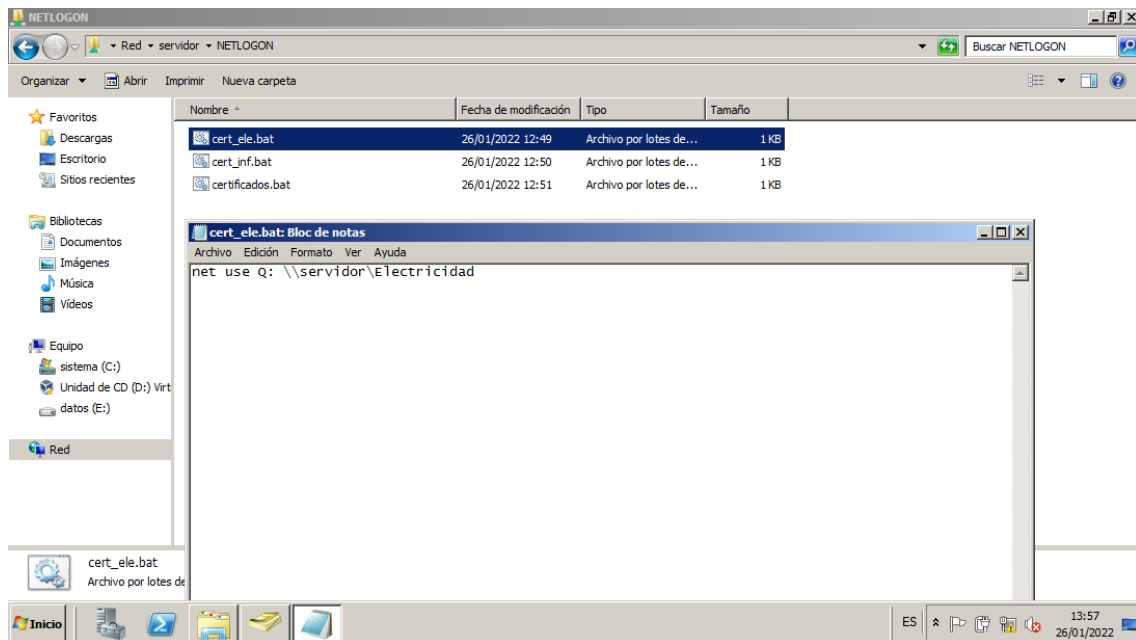 NETLOGON
Red servidor NETLOGON
Buscar NETLOGON
Organizar Abrir Imprimir Nueva carpeta
Favoritos
Descargas
Escritorio
Sitios recientes
Bibliotecas
Documentos
Imágenes
Música
Vídeos
Equipo
sistema (C:)
Unidad de CD (D:) Virt
datos (E:)
Red
Nombre Fecha de modificación Tipo Tamaño
cert_ele.bat 26/01/2022 12:49 Archivo por lotes de... 1 KB
cert_inf.bat 26/01/2022 12:50 Archivo por lotes de... 1 KB
certificados.bat 26/01/2022 12:51 Archivo por lotes de... 1 KB
cert_ele.bat: Bloc de notas
Archivo Edición Formato Ver Ayuda
net use Q: \\servidor\Electricidad
cert_ele.bat
Archivo por lotes de
Inicio
ES
13:57
26/01/2022